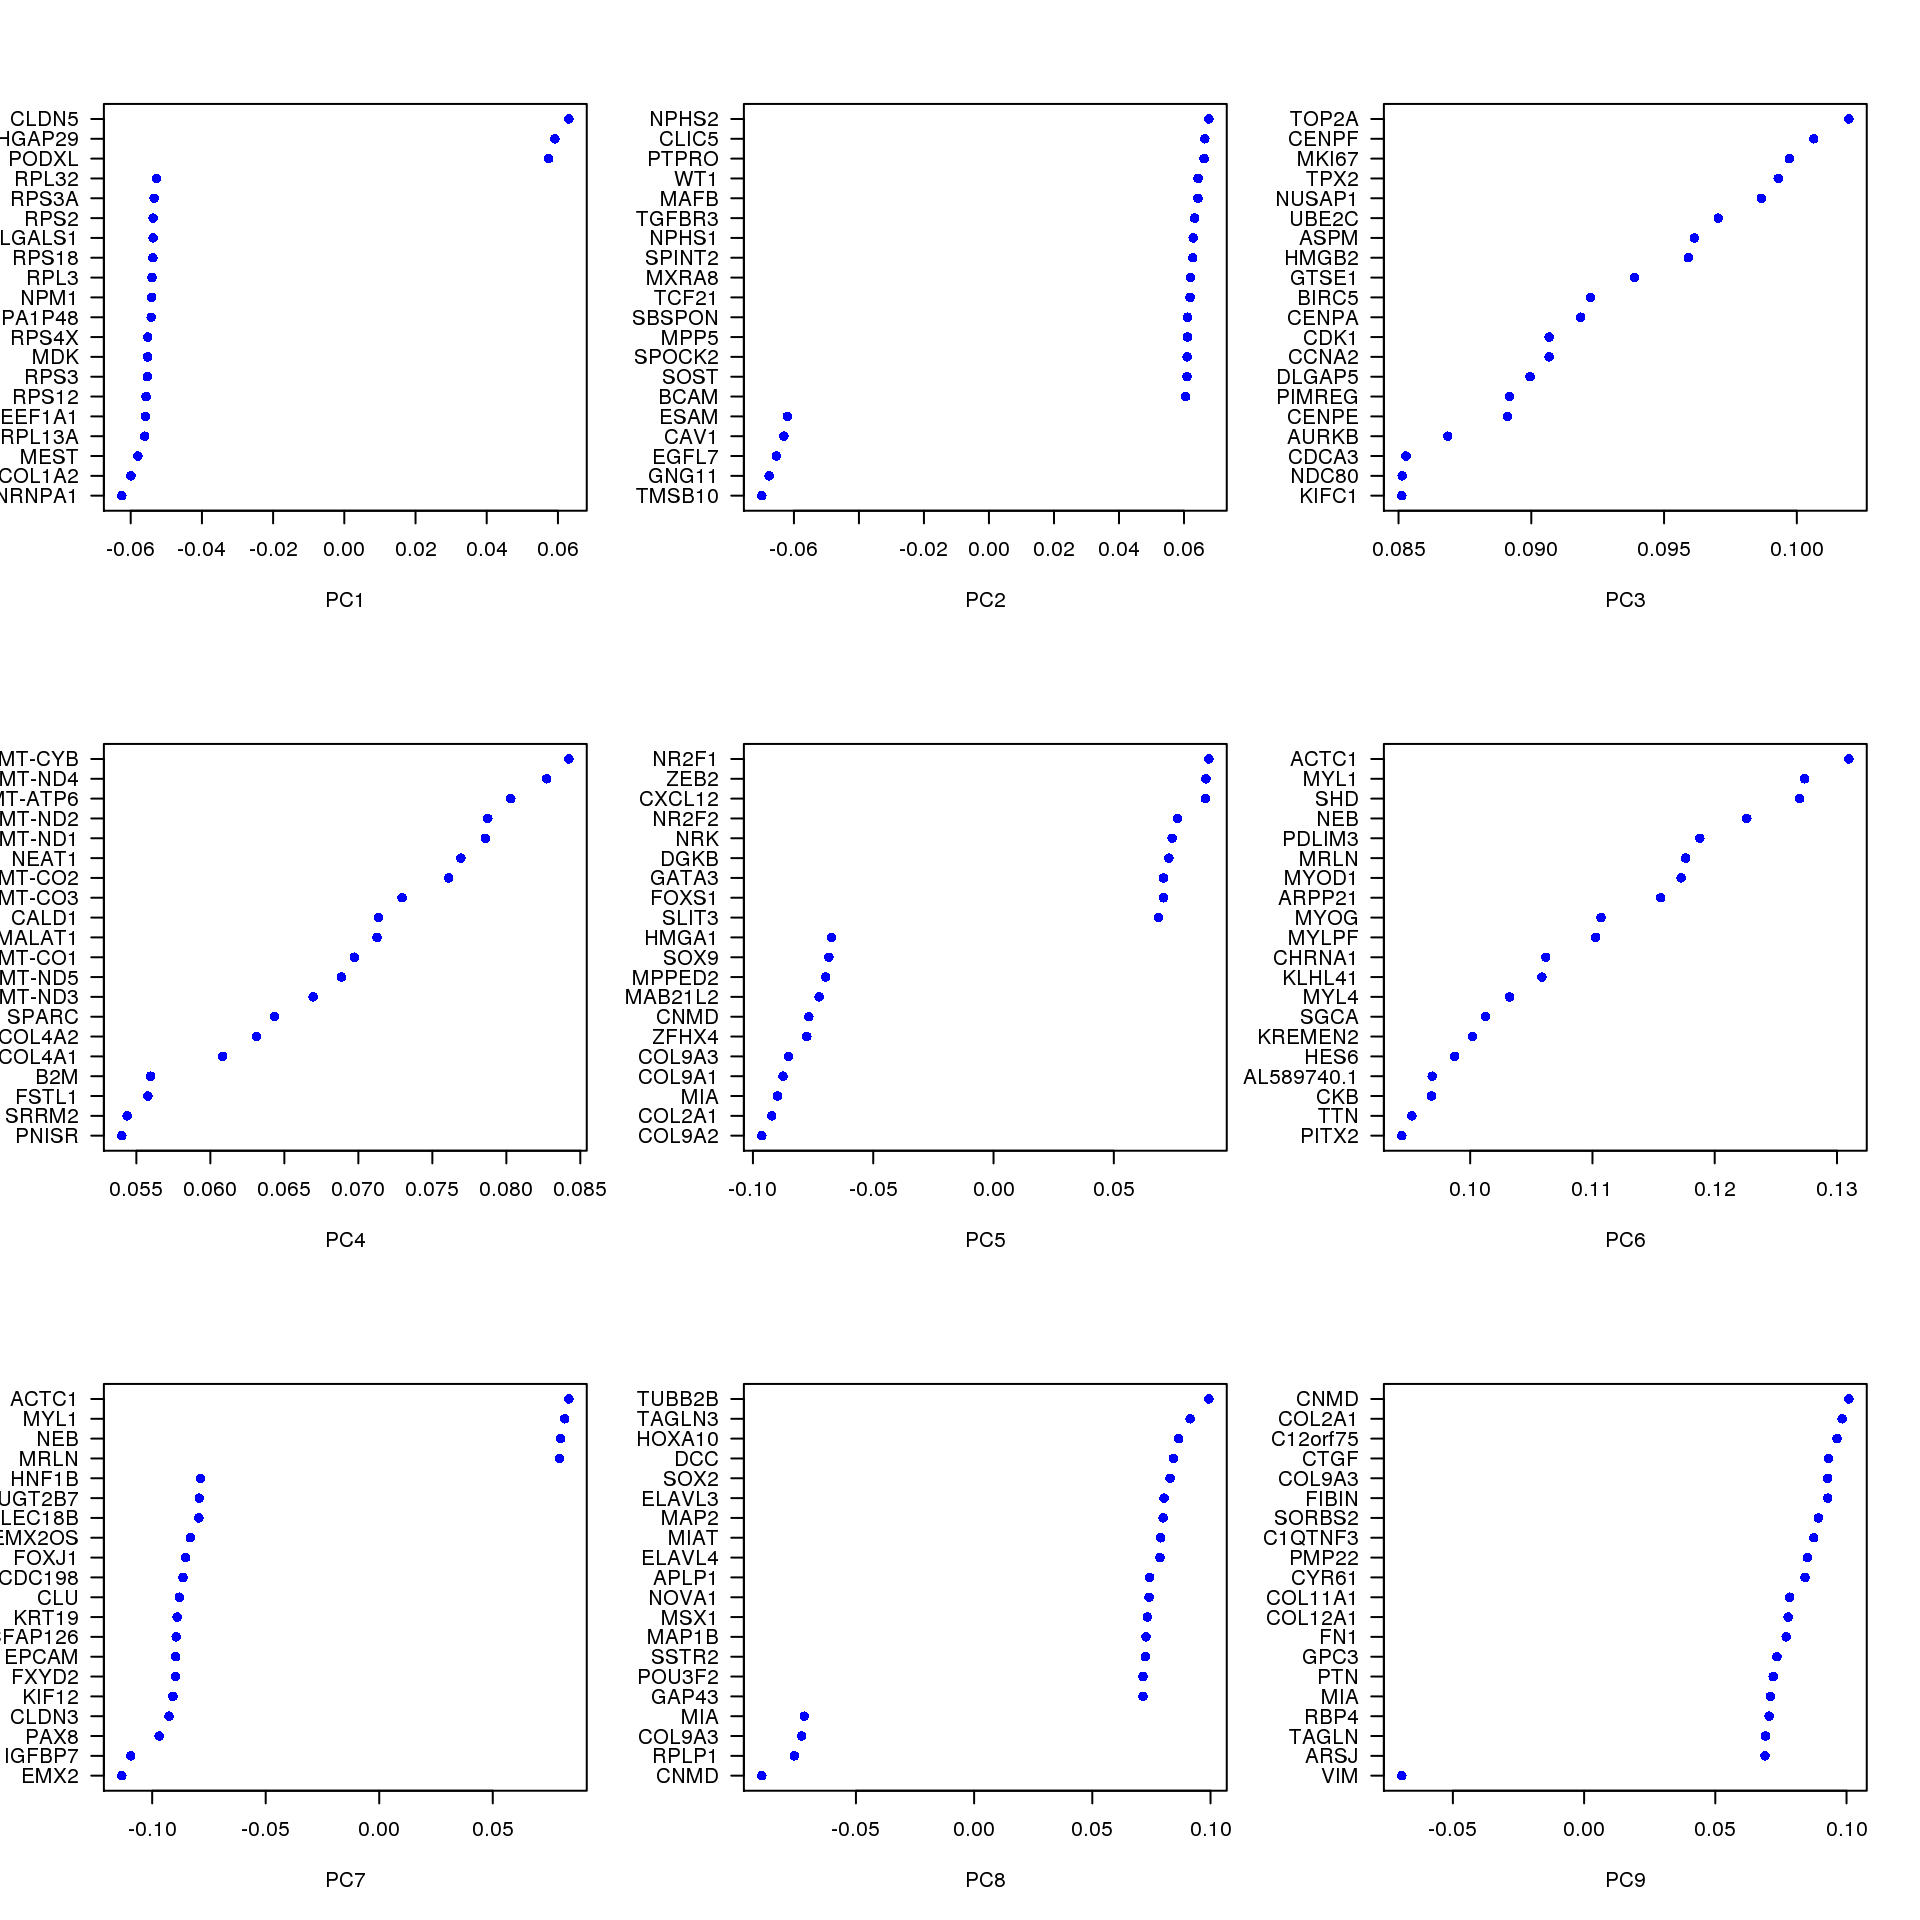 CLDN5
HGAP29
PODXL
RPL32
RPS3A
RPS2
LGALS1
RPS18
RPL3
NPM1
PA1P48
RPS4X
MDK
RPS3
RPS12
EEF1A1
RPL13A
MEST
COL1A2
NRNPA1
-0.06 -0.04 -0.02 0.00 0.02 0.04 0.06
PC1
NPHS2
CLIC5
PTPRO
WT1
MAFB
TGFBR3
NPHS1
SPINT2
MXRA8
TCF21
SBSPON
MPP5
SPOCK2
SOST
BCAM
ESAM
CAV1
EGFL7
GNG11
TMSB10
-0.06 -0.02 0.00 0.02 0.04 0.06
PC2
TOP2A
CENPF
MKI67
TPX2
NUSAP1
UBE2C
ASPM
HMGB2
GTSE1
BIRC5
CENPA
CDK1
CCNA2
DLGAP5
PIMREG
CENPE
AURKB
CDCA3
NDC80
KIFC1
0.085 0.090 0.095 0.100
PC3
MT-CYB
MT-ND4
MT-ATP6
MT-ND2
MT-ND1
NEAT1
MT-CO2
MT-CO3
CALD1
MALAT1
MT-CO1
MT-ND5
MT-ND3
SPARC
COL4A2
COL4A1
B2M
FSTL1
SRRM2
PNISR
0.055 0.060 0.065 0.070 0.075 0.080 0.085
PC4
NR2F1
ZEB2
CXCL12
NR2F2
NRK
DGKB
GATA3
FOXS1
SLIT3
HMGA1
SOX9
MPPED2
MAB21L2
CNMD
ZFHX4
COL9A3
COL9A1
MIA
COL2A1
COL9A2
-0.10 -0.05 0.00 0.05
PC5
ACTC1
MYL1
SHD
NEB
PDLIM3
MRLN
MYOD1
ARPP21
MYOG
MYLPF
CHRNA1
KLHL41
MYL4
SGCA
KREMEN2
HES6
AL589740.1
CKB
TTN
PITX2
0.10 0.11 0.12 0.13
PC6
ACTC1
MYL1
NEB
MRLN
HNF1B
UGT2B7
LEC18B
EMX2OS
FOXJ1
CDC198
CLU
KRT19
FAP126
EPCAM
FXYD2
KIF12
CLDN3
PAX8
IGFBP7
EMX2
-0.10 -0.05 0.00 0.05
PC7
TUBB2B
TAGLN3
HOXA10
DCC
SOX2
ELAVL3
MAP2
MIAT
ELAVL4
APLP1
NOVA1
MSX1
MAP1B
SSTR2
POU3F2
GAP43
MIA
COL9A3
RPLP1
CNMD
-0.05 0.00 0.05 0.10
PC8
CNMD
COL2A1
C12orf75
CTGF
COL9A3
FIBIN
SORBS2
C1QTNF3
PMP22
CYR61
COL11A1
COL12A1
FN1
GPC3
PTN
MIA
RBP4
TAGLN
ARSJ
VIM
-0.05 0.00 0.05 0.10
PC9